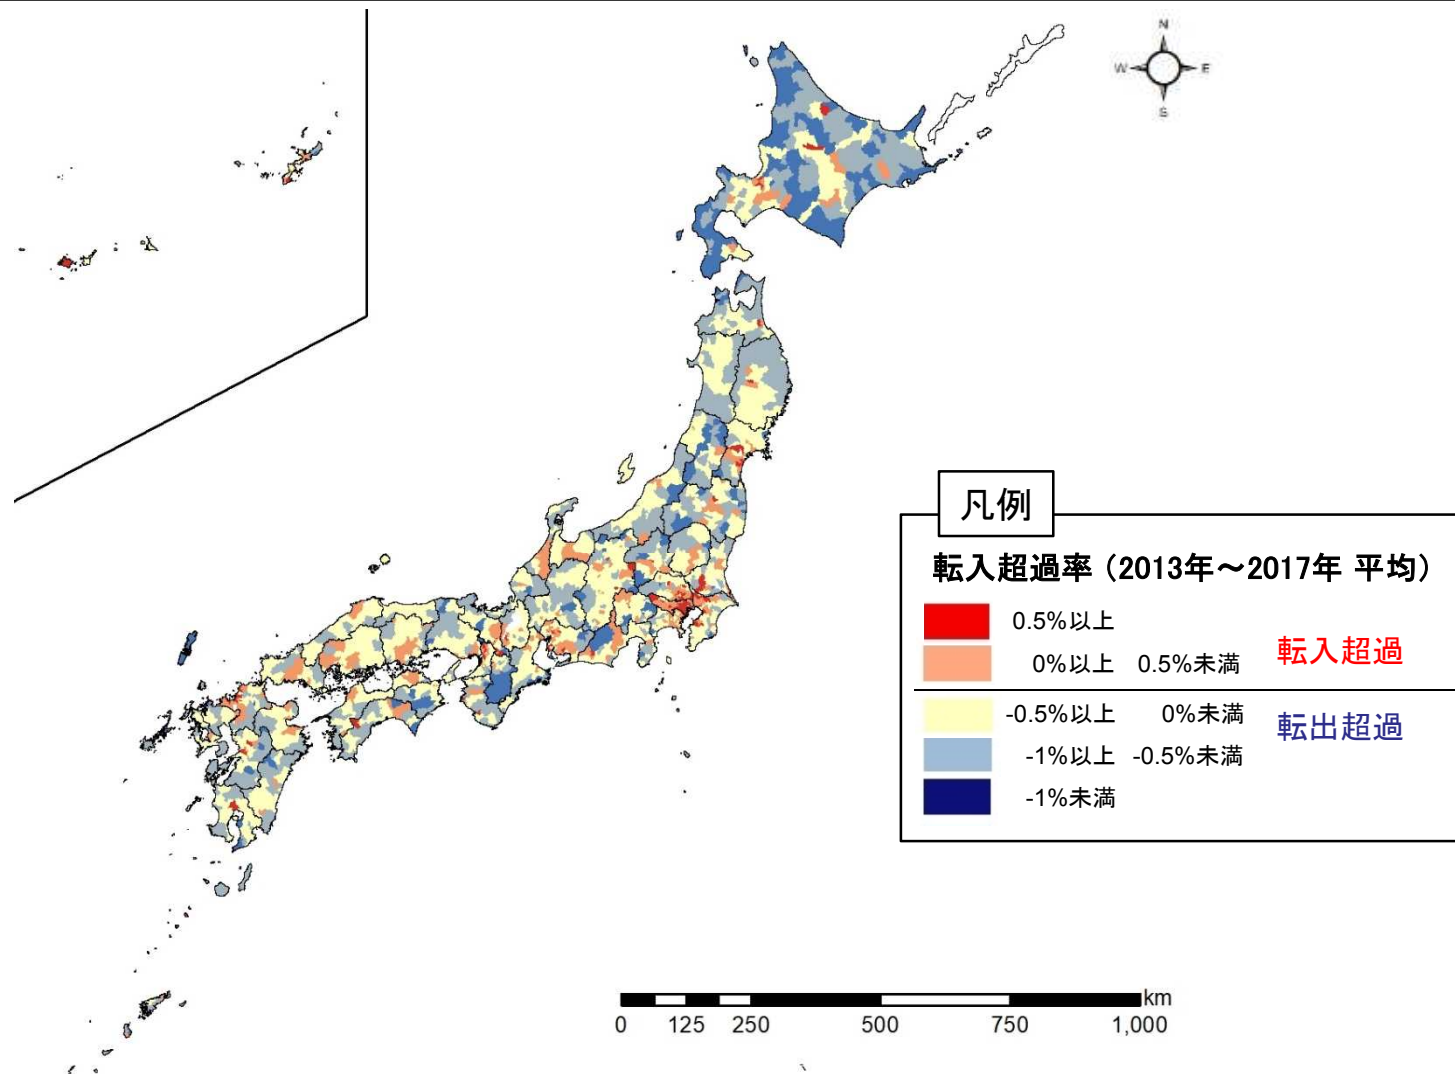 N
W E
S
凡例
転入超過率（2013年～2017年 平均）
0.5%以上
0%以上 0.5%未満
転入超過
-0.5%以上 0%未満
転出超過
-1%以上 -0.5%未満
-1%未満
km
0 125 250 500 750 1,000